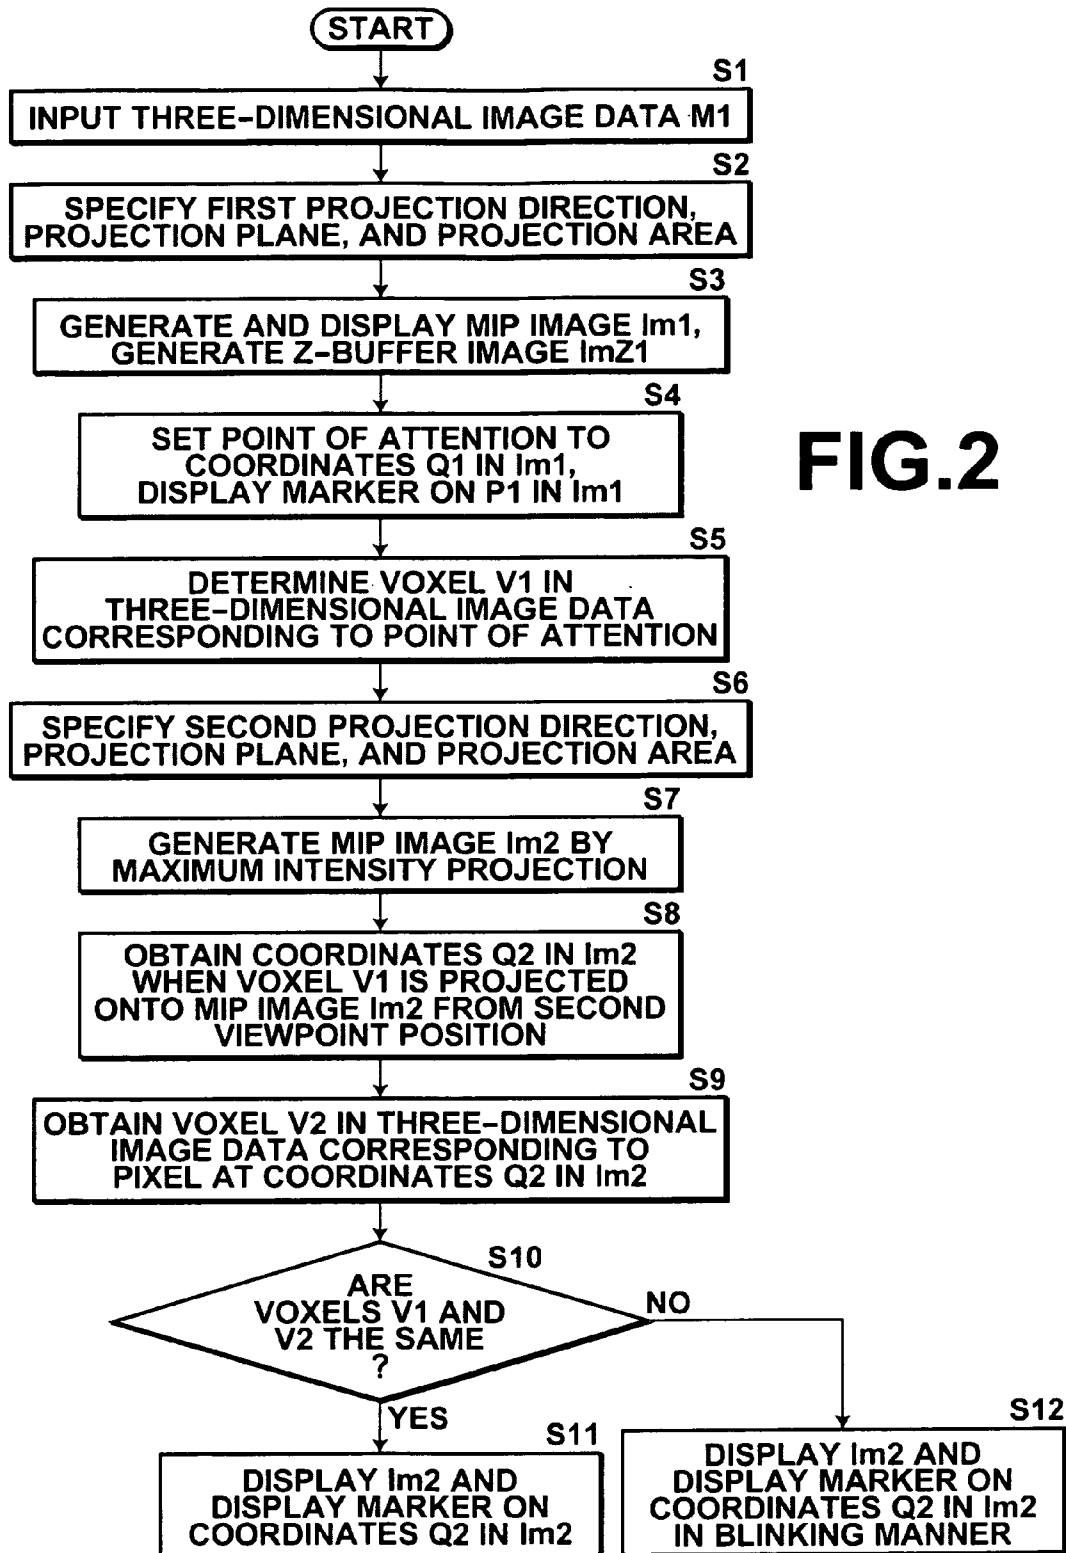 START
S1
INPUT THREE-DIMENSIONAL IMAGE DATA M1
S2
SPECIFY FIRST PROJECTION DIRECTION,
PROJECTION PLANE, AND PROJECTION AREA
S3
GENERATE AND DISPLAY MIP IMAGE Im1,
GENERATE Z-BUFFER IMAGE ImZ1
S4
SET POINT OF ATTENTION TO
COORDINATES Q1 IN Im1,
DISPLAY MARKER ON P1 IN Im1
FIG.2
S5
DETERMINE VOXEL V1 IN
THREE-DIMENSIONAL IMAGE DATA
CORRESPONDING TO POINT OF ATTENTION
S6
SPECIFY SECOND PROJECTION DIRECTION,
PROJECTION PLANE, AND PROJECTION AREA
S7
GENERATE MIP IMAGE Im2 BY
MAXIMUM INTENSITY PROJECTION
S8
OBTAIN COORDINATES Q2 IN Im2
WHEN VOXEL V1 IS PROJECTED
ONTO MIP IMAGE Im2 FROM SECOND
VIEWPOINT POSITION
S9
OBTAIN VOXEL V2 IN THREE-DIMENSIONAL
IMAGE DATA CORRESPONDING TO
PIXEL AT COORDINATES Q2 IN Im2
S10
ARE
VOXELS V1 AND
V2 THE SAME
?
NO
YES
S11
DISPLAY Im2 AND
DISPLAY MARKER ON
COORDINATES Q2 IN Im2
S12
DISPLAY Im2 AND
DISPLAY MARKER ON
COORDINATES Q2 IN Im2
IN BLINKING MANNER